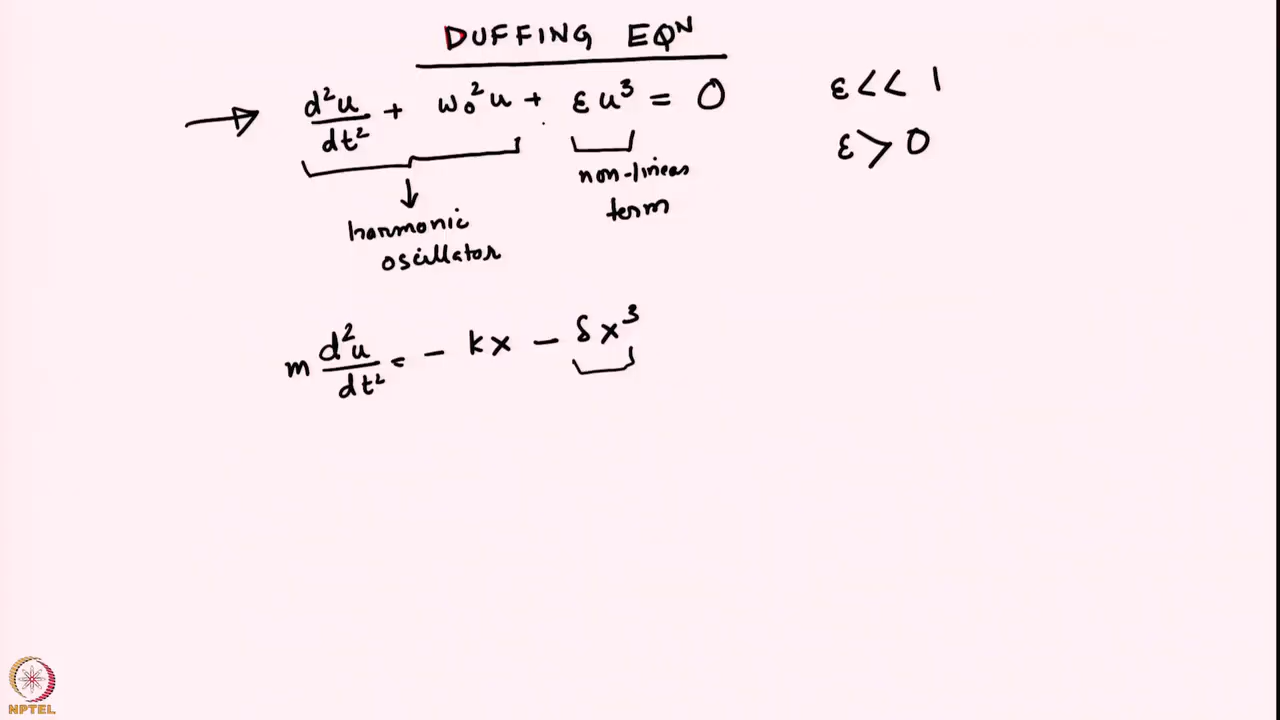 DUFFING EQᴺ
d²u/dt² + ω₀²u + εu³ = 0
ε << 1
ε > 0
harmonic oscillator
non-linear term
m d²u/dt² = - kx - δx³
NPTEL